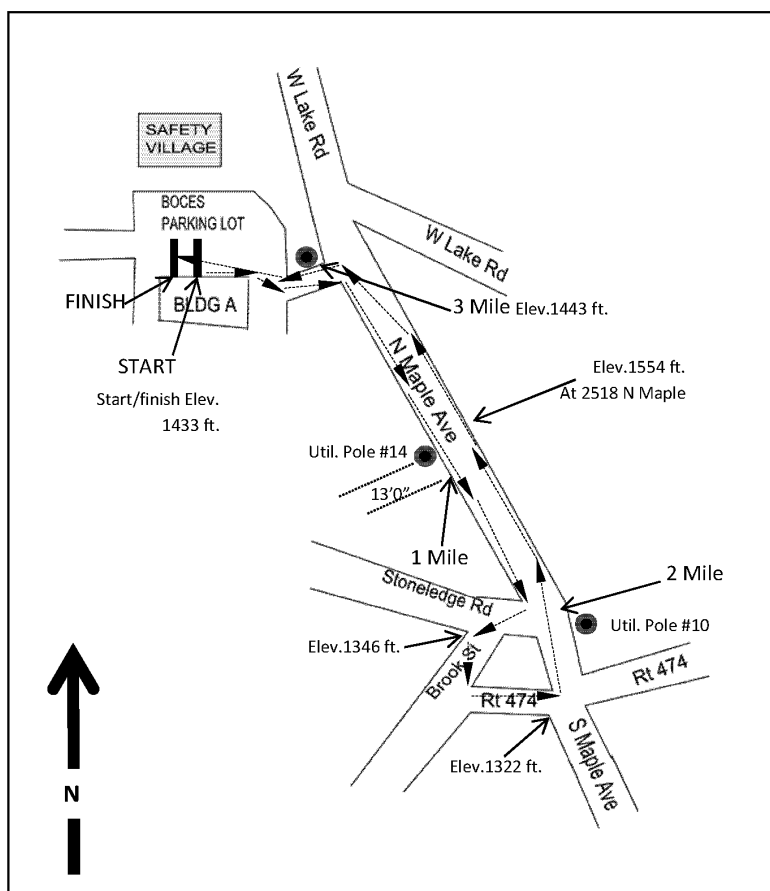 W Lake Rd
SAFETY
VILLAGE
BOCES
PARKING LOT
W Lake Rd
FINISH
BLDG A
3 Mile Elev.1443 ft.
START
N Maple Ave
Elev.1554 ft.
At 2518 N Maple
Start/finish Elev.
1433 ft.
Util. Pole #14
13'0"
1 Mile
Stoneledge Rd
2 Mile
Util. Pole #10
Elev.1346 ft.
Brook St
Rt 474
Rt 474
S Maple Ave
Elev.1322 ft.
N